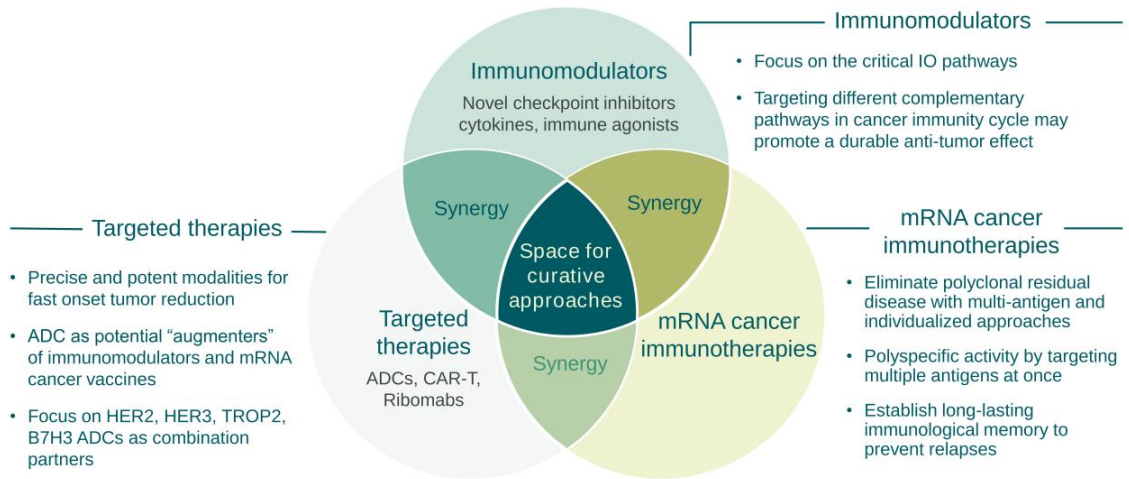 Immunomodulators
• Focus on the critical IO pathways
• Targeting different complementary
pathways in cancer immunity cycle may
promote a durable anti-tumor effect
Immunomodulators
Novel checkpoint inhibitors
cytokines, immune agonists
Synergy
Synergy
Space for
curative
approaches
Targeted
therapies
ADCs, CAR-T,
Ribomabs
mRNA cancer
immunotherapies
Synergy
Targeted therapies
• Precise and potent modalities for
fast onset tumor reduction
• ADC as potential “augmenters”
of immunomodulators and mRNA
cancer vaccines
• Focus on HER2, HER3, TROP2,
B7H3 ADCs as combination
partners
mRNA cancer
immunotherapies
• Eliminate polyclonal residual
disease with multi-antigen and
individualized approaches
• Polyspecific activity by targeting
multiple antigens at once
• Establish long-lasting
immunological memory to
prevent relapses